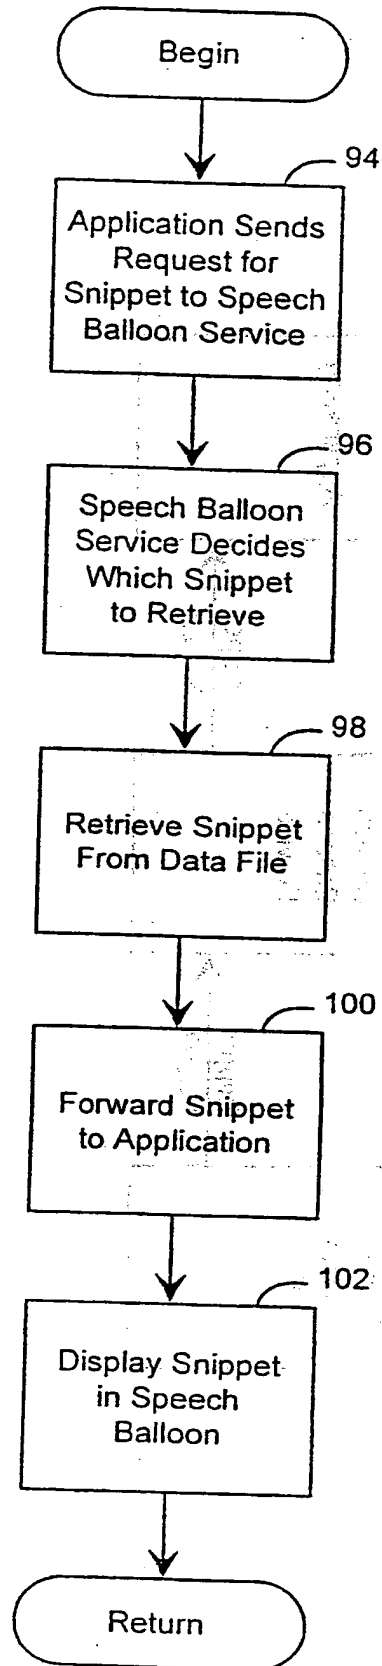 Begin
94
Application Sends
Request for
Snippet to Speech
Balloon Service
96
Speech Balloon
Service Decides
Which Snippet
to Retrieve
98
Retrieve Snippet
From Data File
100
Forward Snippet
to Application
102
Display Snippet
in Speech
Balloon
Return